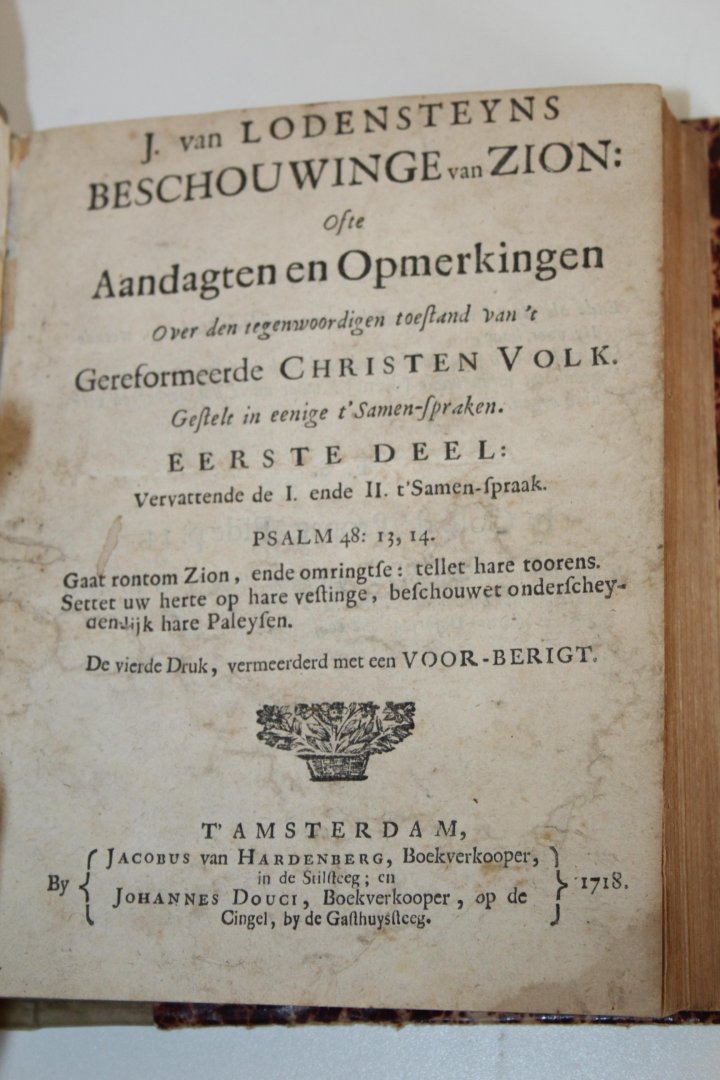 J. van LODENSTEYNS
BESCHOUWINGE van ZION:
Ofte
Aandagten en Opmerkingen
Over den tegenwoordigen toeſtand van 't
Gereformeerde CHRISTEN VOLK.
Geſtelt in eenige t'Samen-ſpraken.
EERSTE DEEL:
Vervattende de I. ende II. t'Samen-ſpraak.
PSALM 48: 13, 14.
Gaat rontom Zion, ende omringtſe: tellet hare toorens.
Settet uw herte op hare veſtinge, beſchouwet onderſchey-
dendlijk hare Paleyſen.
De vierde Druk, vermeerderd met een VOOR-BERIGT.
T'AMSTERDAM,
By { JACOBUS van HARDENBERG, Boekverkooper,
in de Stilſteeg; en
JOHANNES DOUCI, Boekverkooper, op de
Cingel, by de Gaſthuysſteeg. } 1718.